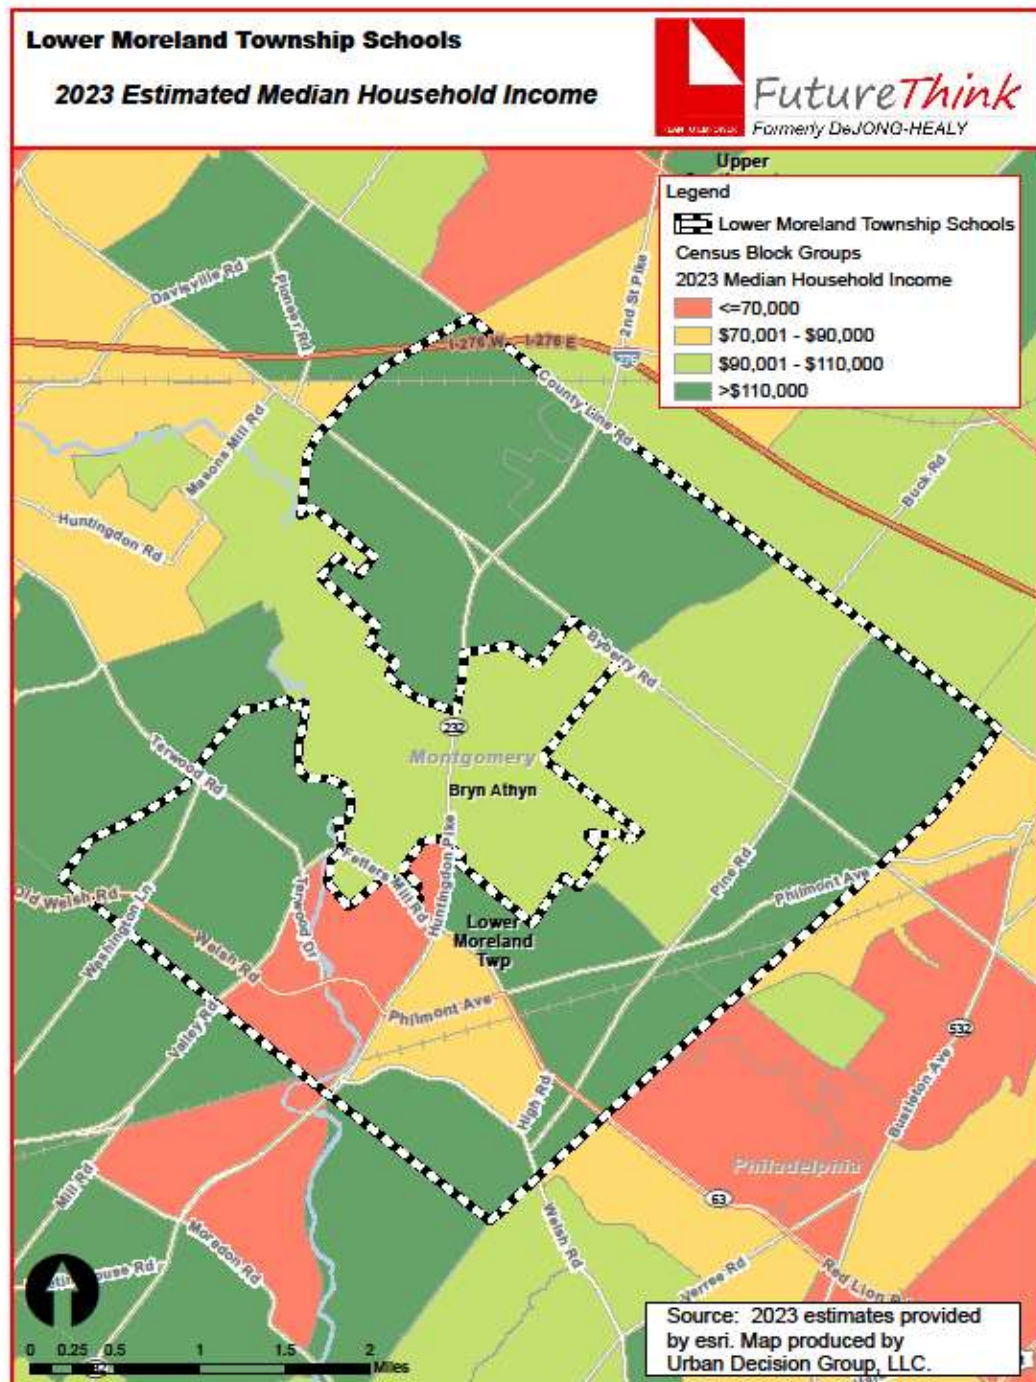 Lower Moreland Township Schools
2023 Estimated Median Household Income
FutureThink
Formerly DeJONG-HEALY
Upper
Legend
Lower Moreland Township Schools
Census Block Groups
2023 Median Household Income
<=70,000
$70,001 - $90,000
$90,001 - $110,000
>$110,000
Davisville Rd
Pioneer Rd
2nd St Pike
I-276 W
I-276 E
276
County Line Rd
Masons Mill Rd
Buck Rd
Huntingdon Rd
Byberry Rd
232
Montgomery
Bryn Athyn
Terwood Rd
Huntingdon Pike
Fetters Mill Rd
Pine Rd
Philmont Ave
Old Welsh Rd
Washington Ln
Terwood Dr
Welsh Rd
Lower
Moreland
Twp
Valley Rd
Philmont Ave
532
High Rd
Bustleton Ave
Philadelphia
Mill Rd
63
Moredon Rd
Welsh Rd
Red Lion
0 0.25 0.5 1 1.5 2
Miles
Source: 2023 estimates provided
by esri. Map produced by
Urban Decision Group, LLC.